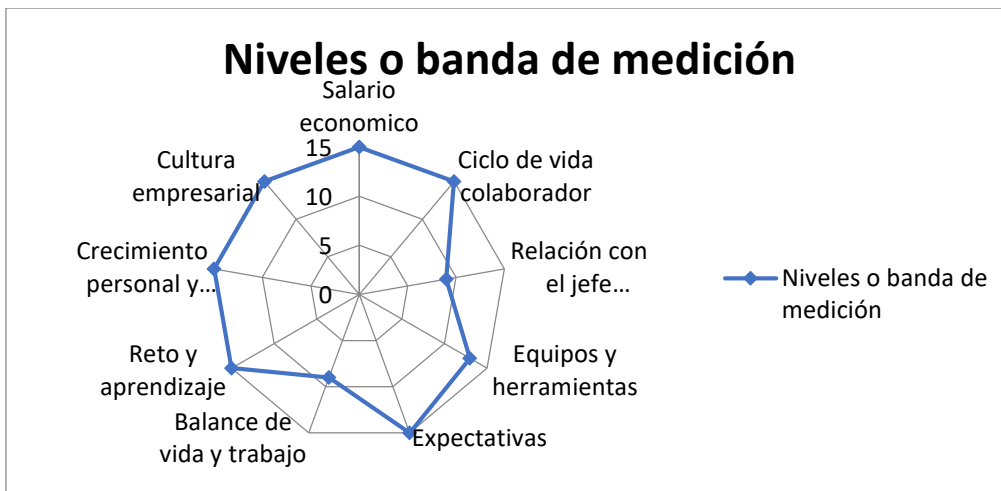 Niveles o banda de medición
Salario
economico
15
10
5
0
Ciclo de vida
colaborador
Relación con
el jefe...
Equipos y
herramientas
Expectativas
Balance de
vida y trabajo
Reto y
aprendizaje
Crecimiento
personal y...
Cultura
empresarial
Niveles o banda de
medición